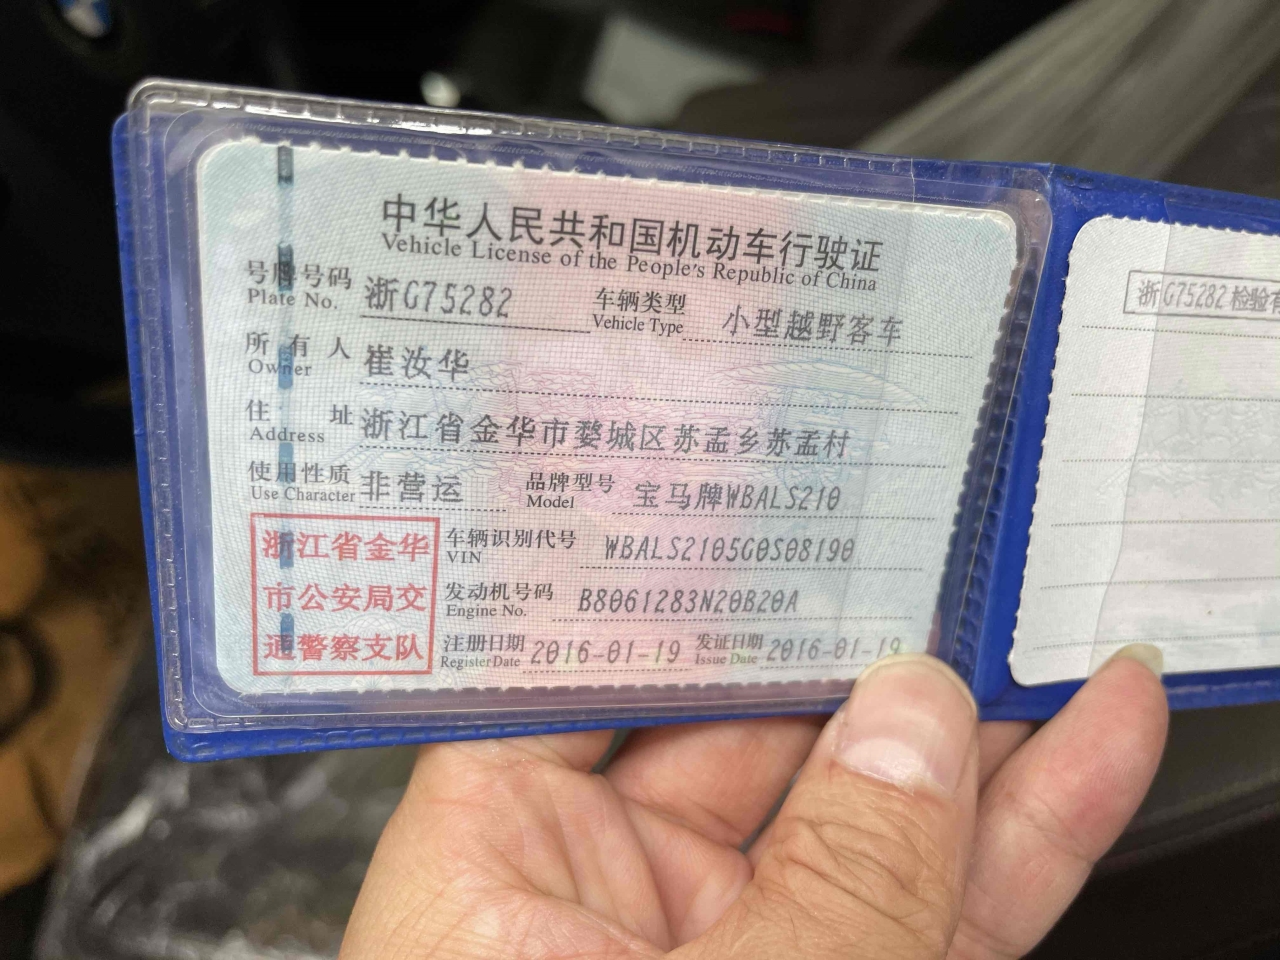 中华人民共和国机动车行驶证
Vehicle License of the People's Republic of China
号牌号码 浙G75282 车辆类型 小型越野客车
Plate No. Vehicle Type
所有人 崔汝华
Owner
住址 浙江省金华市婺城区苏孟乡苏孟村
Address
使用性质 非营运 品牌型号 宝马牌WBALS210
Use Character Model
浙江省金华
市公安局交
通警察支队
车辆识别代号 WBALS2105G0S08190
VIN
发动机号码 B8061283N20B20A
Engine No.
注册日期 2016-01-19 发证日期 2016-01-19
Register Date Issue Date
浙G75282 检验有